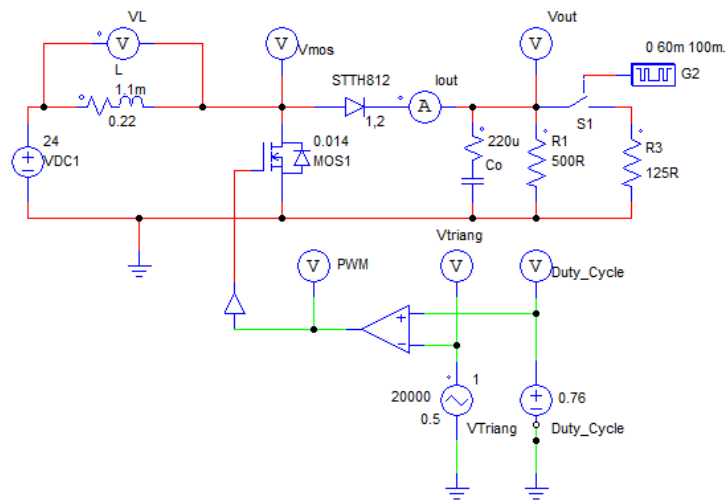 VL
V
L
1.1m
0.22
24
VDC1
V
Vmos
STTH812
1,2
Iout
A
V
Vout
0 60m 100m.
G2
S1
0.014
MOS1
220u
Co
R1
500R
R3
125R
V
PWM
Vtriang
V
V
Duty_Cycle
1
20000
0.5
VTriang
0.76
Duty_Cycle